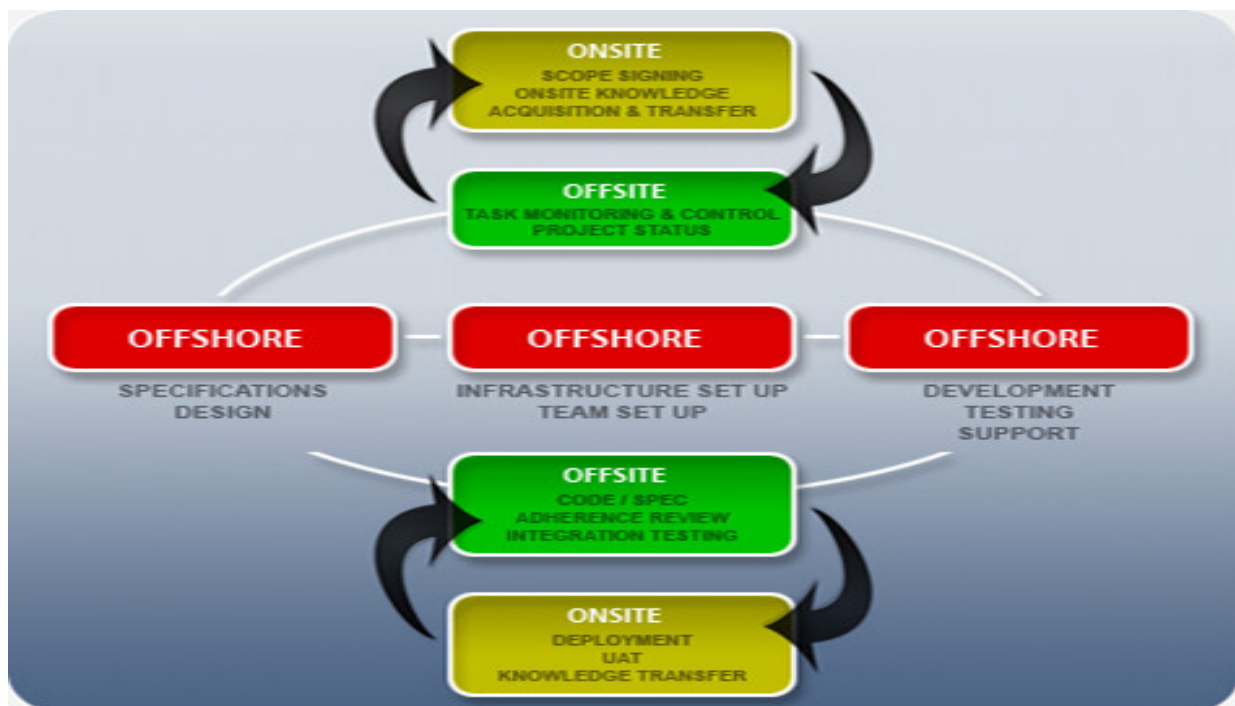 ONSITE
SCOPE SIGNING
ONSITE KNOWLEDGE
ACQUISITION & TRANSFER
OFFSITE
TASK MONITORING & CONTROL
PROJECT STATUS
OFFSHORE
SPECIFICATIONS
DESIGN
OFFSHORE
INFRASTRUCTURE SET UP
TEAM SET UP
OFFSHORE
DEVELOPMENT
TESTING
SUPPORT
OFFSITE
CODE / SPEC
ADHERENCE REVIEW
INTEGRATION TESTING
ONSITE
DEPLOYMENT
UAT
KNOWLEDGE TRANSFER